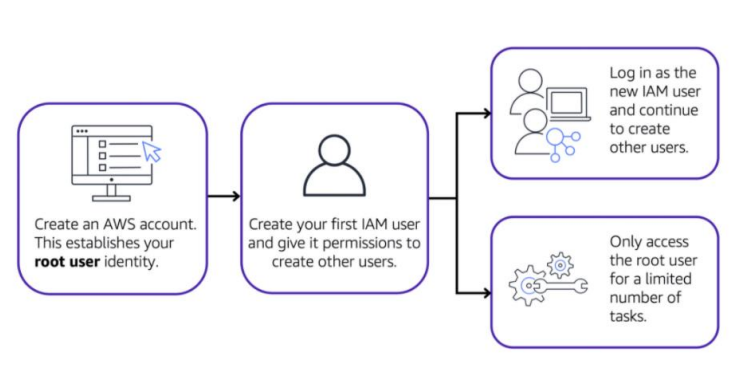 Create an AWS account.
This establishes your
root user identity.
Create your first IAM user
and give it permissions to
create other users.
Log in as the
new IAM user
and continue
to create
other users.
Only access
the root user
for a limited
number of
tasks.